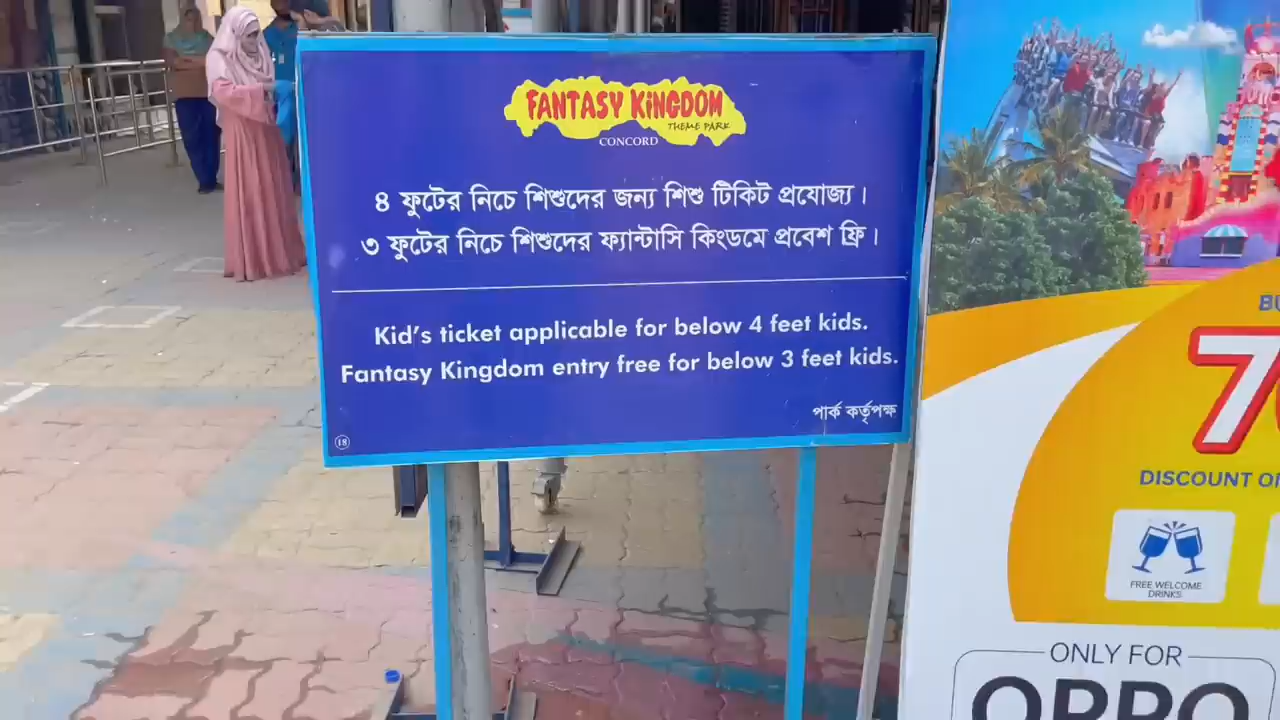 FANTASY KiNGDOM
THEME PARK
CONCORD
৪ ফুটের নিচে শিশুদের জন্য শিশু টিকিট প্রযোজ্য।
৩ ফুটের নিচে শিশুদের ফ্যান্টাসি কিংডমে প্রবেশ ফ্রি।
Kid's ticket applicable for below 4 feet kids.
Fantasy Kingdom entry free for below 3 feet kids.
পার্ক কর্তৃপক্ষ
18
DISCOUNT
FREE WELCOME
DRINKS
ONLY FOR
OPPO